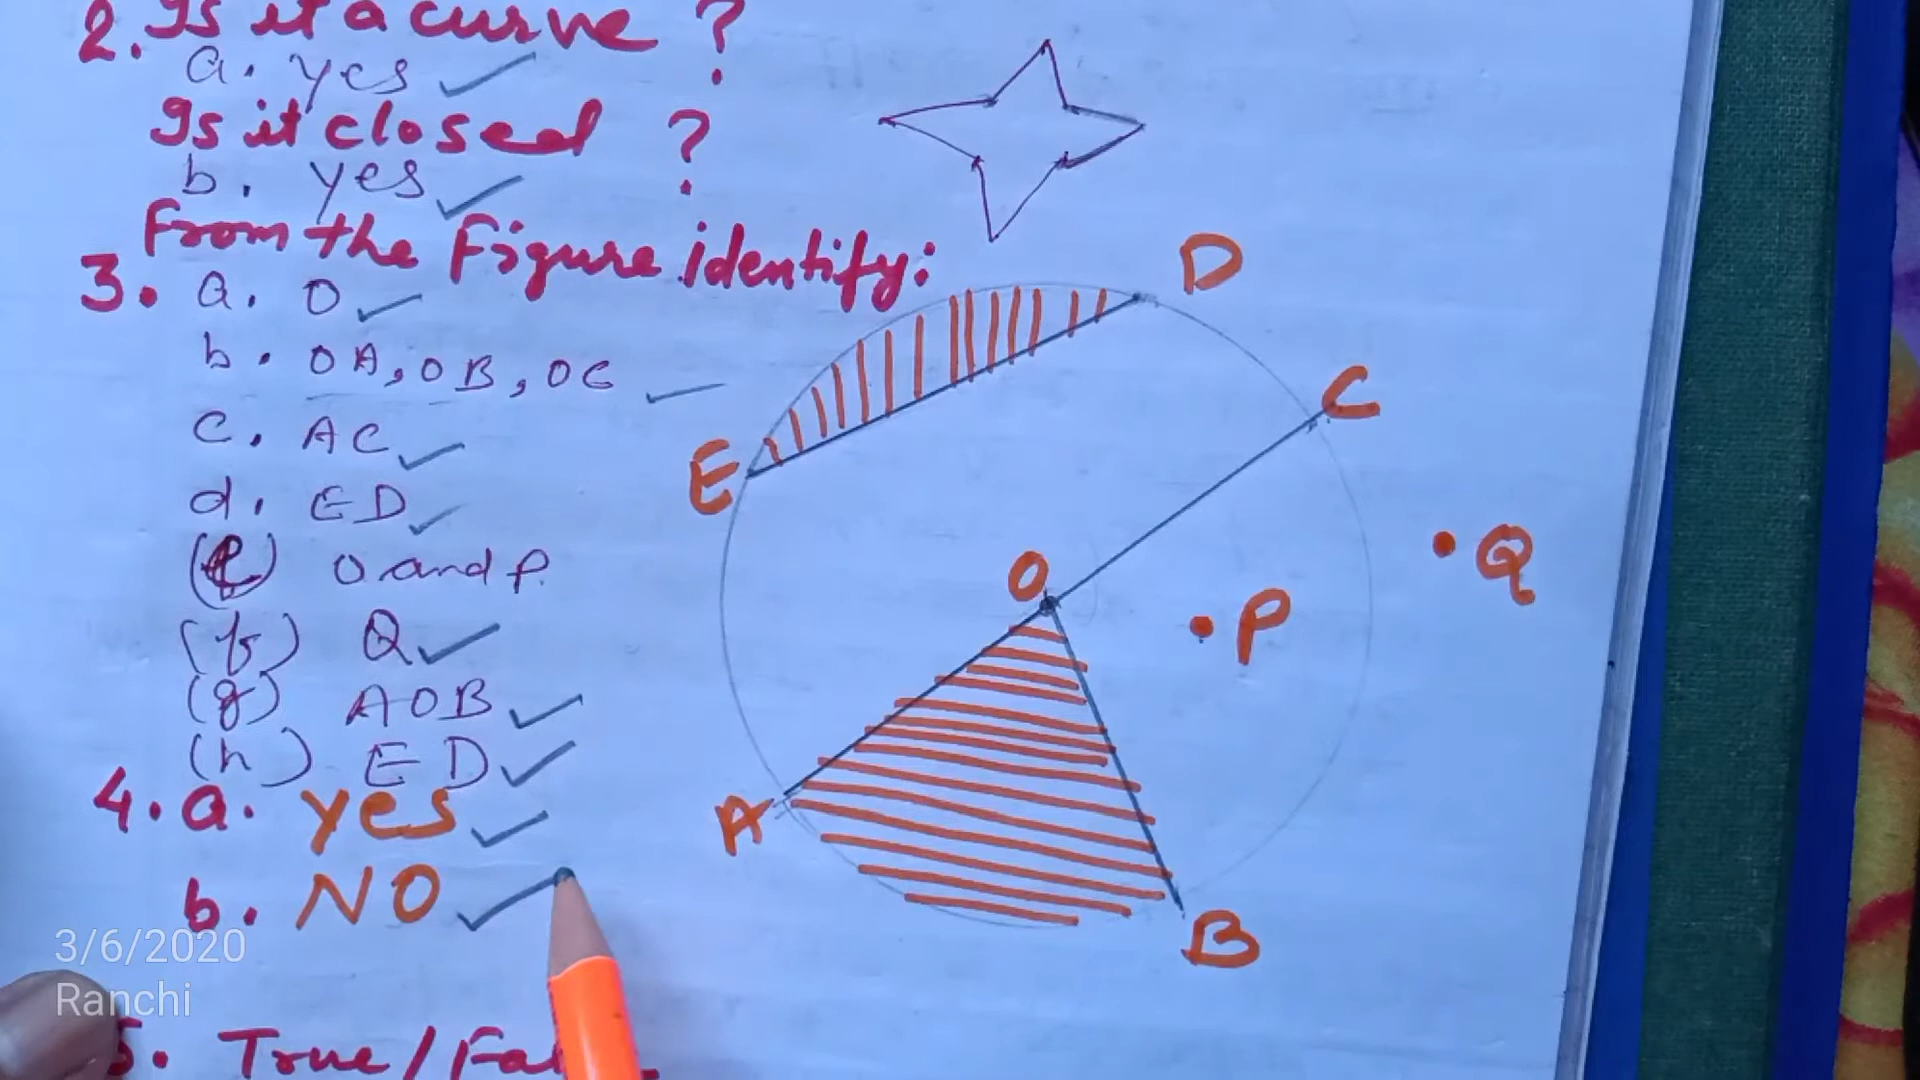 2. Is it a curve ?
a. yes
Is it closed ?
b. yes
From the Figure identify:
3. a. O
b. OA, OB, OC
c. AC
d. ED
(e) O and P.
(f) Q
(g) AOB
(h) ED
4. a. yes
b. NO
5. True/
D
C
E
Q
O
P
A
B
3/6/2020
Ranchi